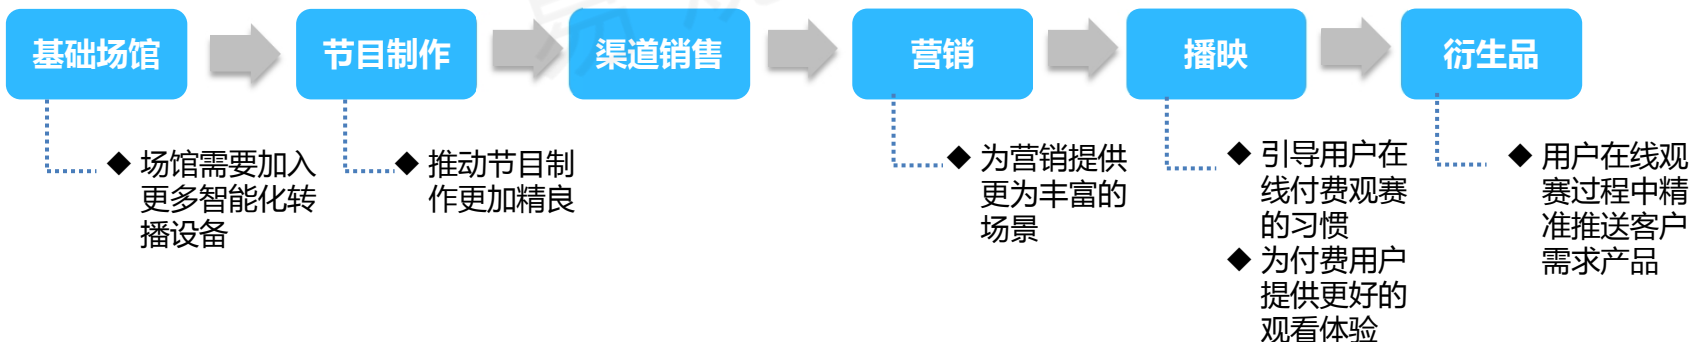 基础场馆
节目制作
渠道销售
营销
播映
衍生品
◆ 场馆需要加入
更多智能化转
播设备
◆ 推动节目制
作更加精良
◆ 为营销提供
更为丰富的
场景
◆ 引导用户在
线付费观赛
的习惯
◆ 为付费用户
提供更好的
观看体验
◆ 用户在线观
赛过程中精
准推送客户
需求产品